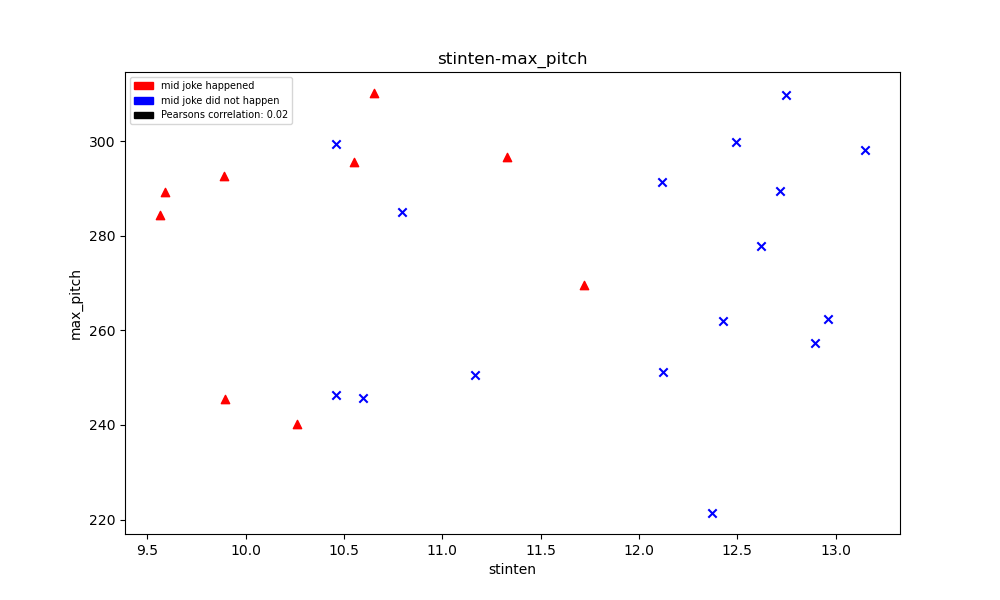 stinten-max_pitch
mid joke happened
mid joke did not happen
Pearsons correlation: 0.02
300
280
260
240
220
max_pitch
9.5 10.0 10.5 11.0 11.5 12.0 12.5 13.0
stinten